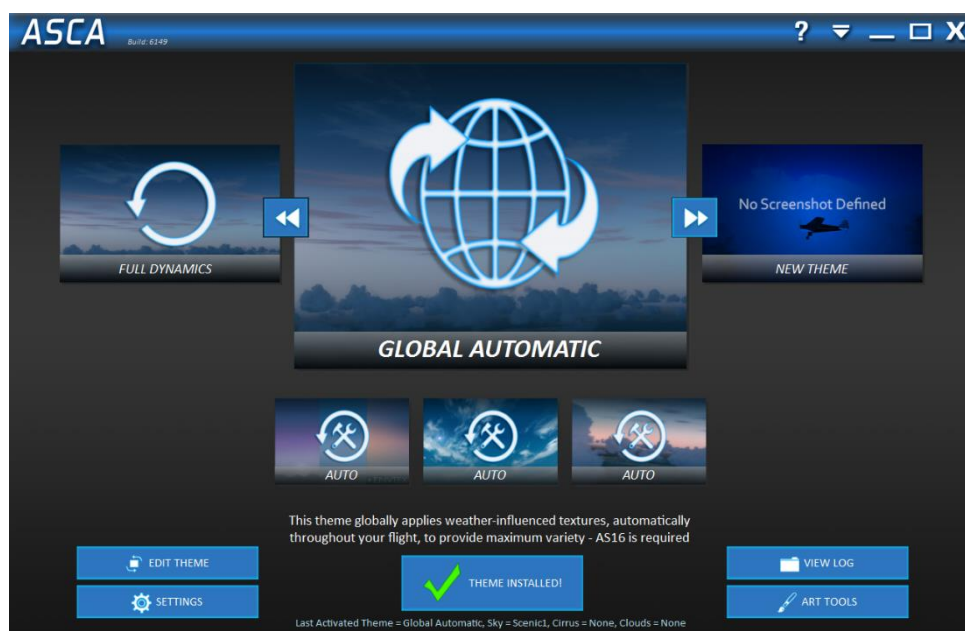 ASCA
Build: 6149
?
X
No Screenshot Defined
FULL DYNAMICS
NEW THEME
GLOBAL AUTOMATIC
AUTO
AUTO
AUTO
This theme globally applies weather-influenced textures, automatically
throughout your flight, to provide maximum variety - AS16 is required
EDIT THEME
THEME INSTALLED!
VIEW LOG
SETTINGS
ART TOOLS
Last Activated Theme = Global Automatic, Sky = Scenic1, Cirrus = None, Clouds = None